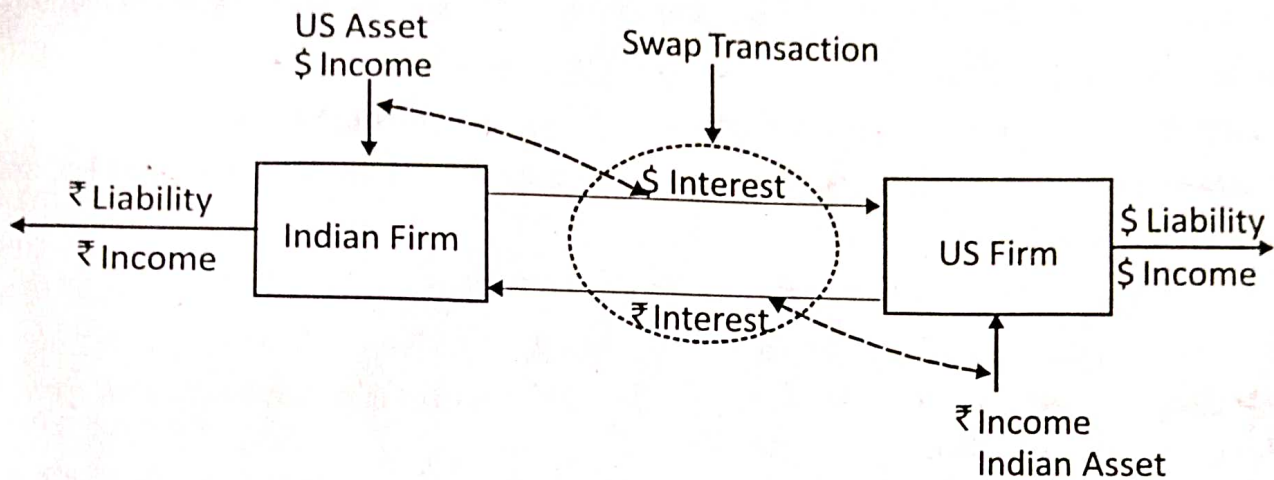 US Asset
$ Income
Swap Transaction
₹ Liability
₹ Income
Indian Firm
$ Interest
₹ Interest
US Firm
$ Liability
$ Income
₹ Income
Indian Asset